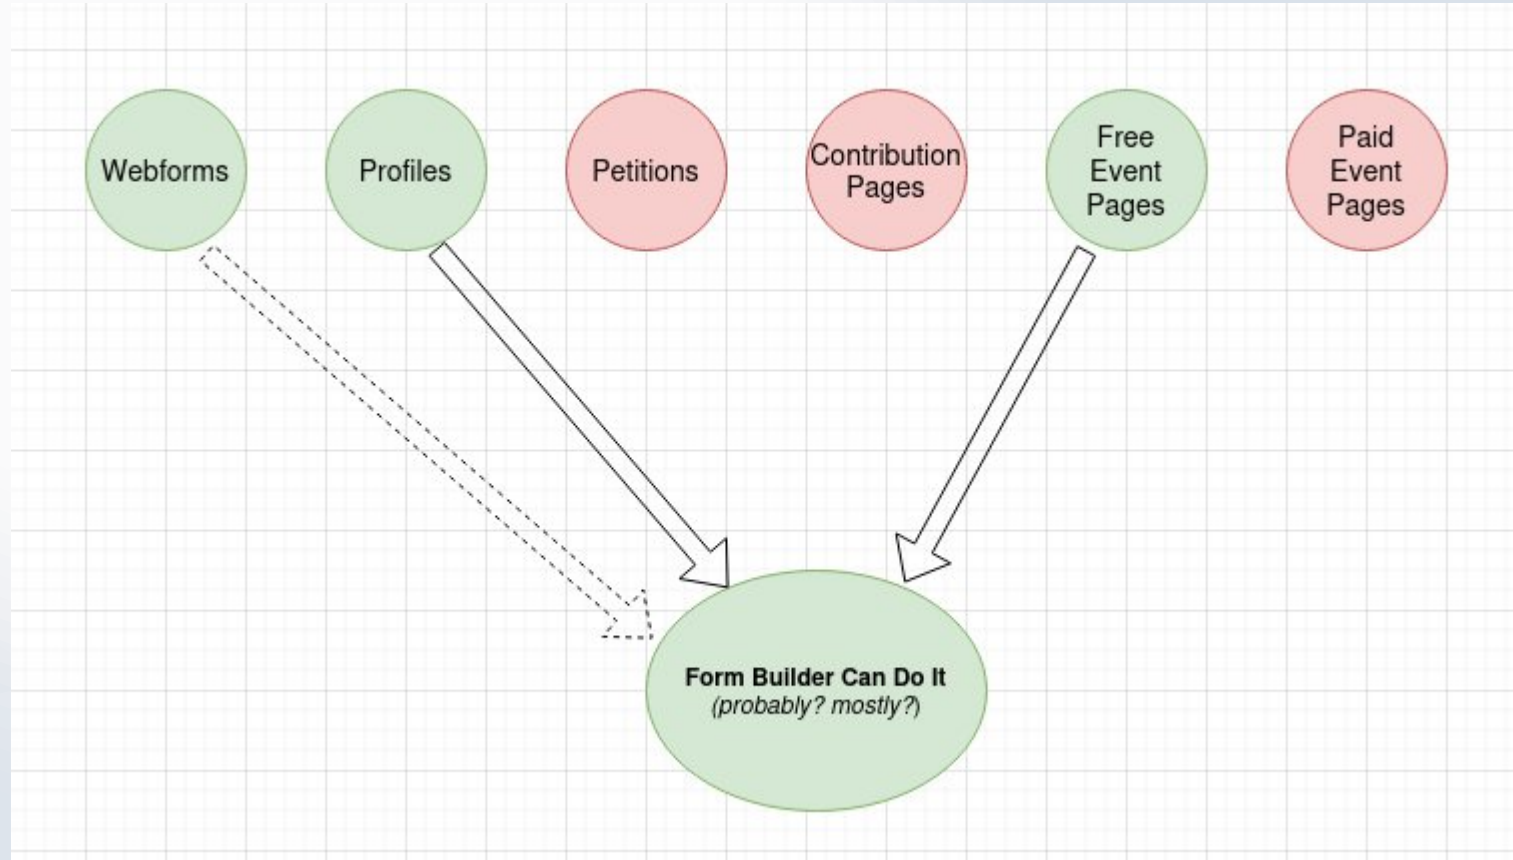 Webforms
Profiles
Petitions
Contribution
Pages
Free
Event
Pages
Paid
Event
Pages
Form Builder Can Do It
(probably? mostly?)